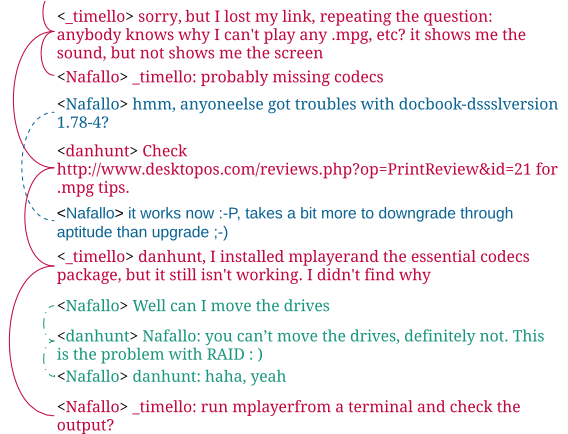 <_timello> sorry, but I lost my link, repeating the question:
anybody knows why I can't play any .mpg, etc? it shows me the
sound, but not shows me the screen
<Nafallo> _timello: probably missing codecs
<Nafallo> hmm, anyoneelse got troubles with docbook-dssslversion
1.78-4?
<danhunt> Check
http://www.desktopos.com/reviews.php?op=PrintReview&id=21 for
.mpg tips.
<Nafallo> it works now :-P, takes a bit more to downgrade through
aptitude than upgrade ;-)
<_timello> danhunt, I installed mplayerand the essential codecs
package, but it still isn't working. I didn't find why
<Nafallo> Well can I move the drives
<danhunt> Nafallo: you can’t move the drives, definitely not. This
is the problem with RAID : )
<Nafallo> danhunt: haha, yeah
<Nafallo> _timello: run mplayerfrom a terminal and check the
output?